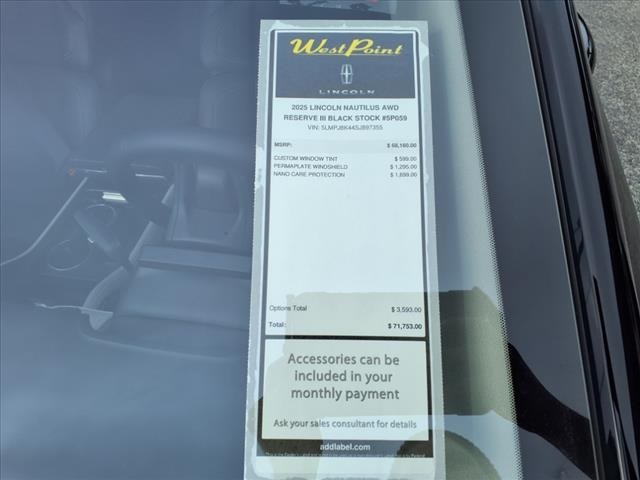 West Point
LINCOLN
2025 LINCOLN NAUTILUS AWD
RESERVE III BLACK STOCK #5P059
VIN: 5LMPJ8K44SJ897355
MSRP: $ 68,160.00
CUSTOM WINDOW TINT $ 599.00
PERMAPLATE WINDSHIELD $ 1,295.00
NANO CARE PROTECTION $ 1,699.00
Options Total $ 3,593.00
Total: $ 71,753.00
Accessories can be
included in your
monthly payment
Ask your sales consultant for details
addlabel.com